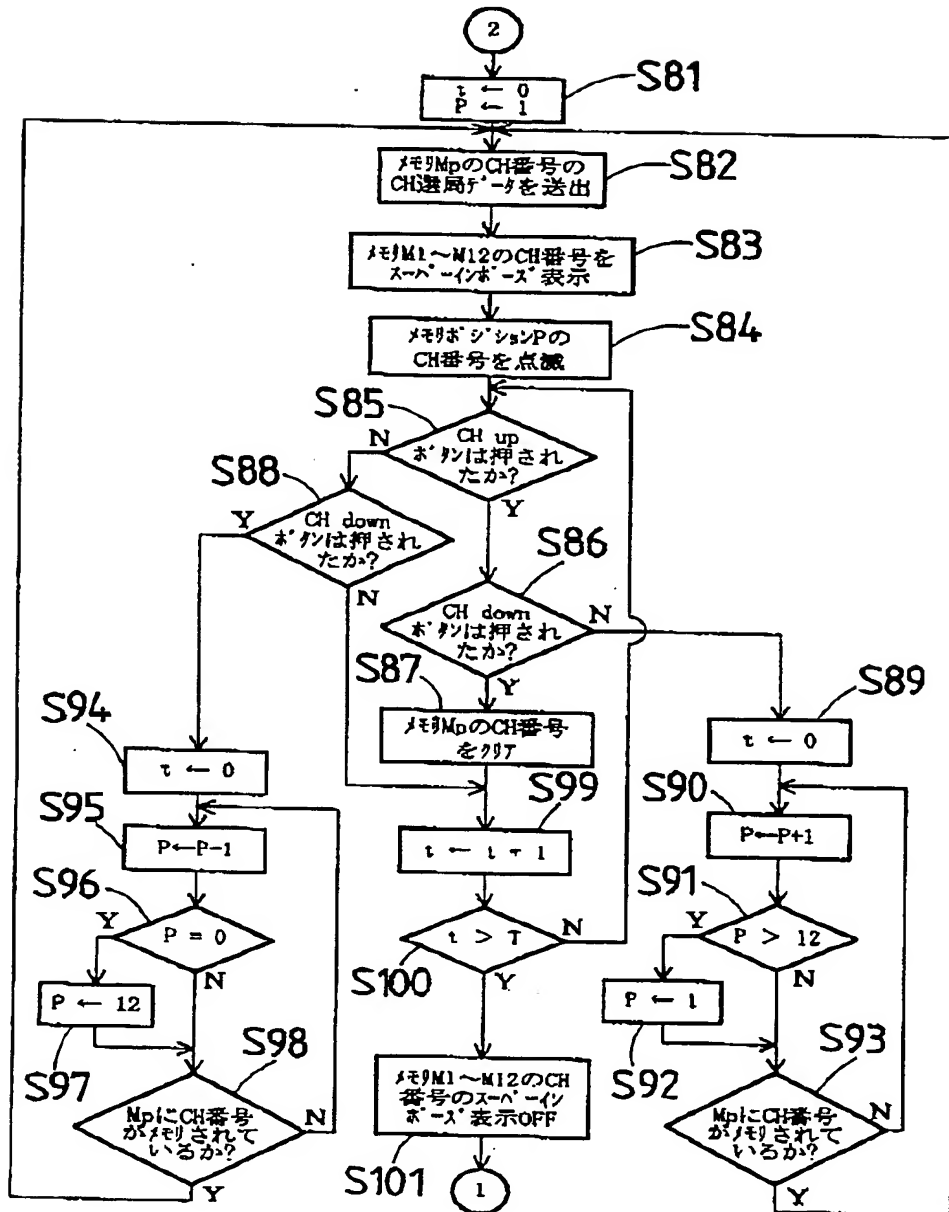 2
S81
t ← 0
P ← 1
S82
メモリMpのCH番号の
CH選局データを送出
S83
メモリM1～M12のCH番号を
スーパーインポーズ表示
S84
メモリポジションPの
CH番号を点滅
S85
CH up
ボタンは押され
たか?
N
Y
S88
CH down
ボタンは押され
たか?
Y
N
S86
CH down
ボタンは押され
たか?
N
Y
S87
メモリMpのCH番号
をクリア
S89
t ← 0
S94
t ← 0
S99
t ← t + 1
S90
P←P+1
S95
P←P-1
S96
P = 0
Y
N
S100
t > T
N
Y
S91
P > 12
Y
N
S97
P ← 12
S92
P ← 1
S98
MpにCH番号
がメモリされて
いるか?
N
Y
S101
メモリM1～M12のCH
番号のスーパーイン
ポーズ表示OFF
S93
MpにCH番号
がメモリされて
いるか?
N
Y
1